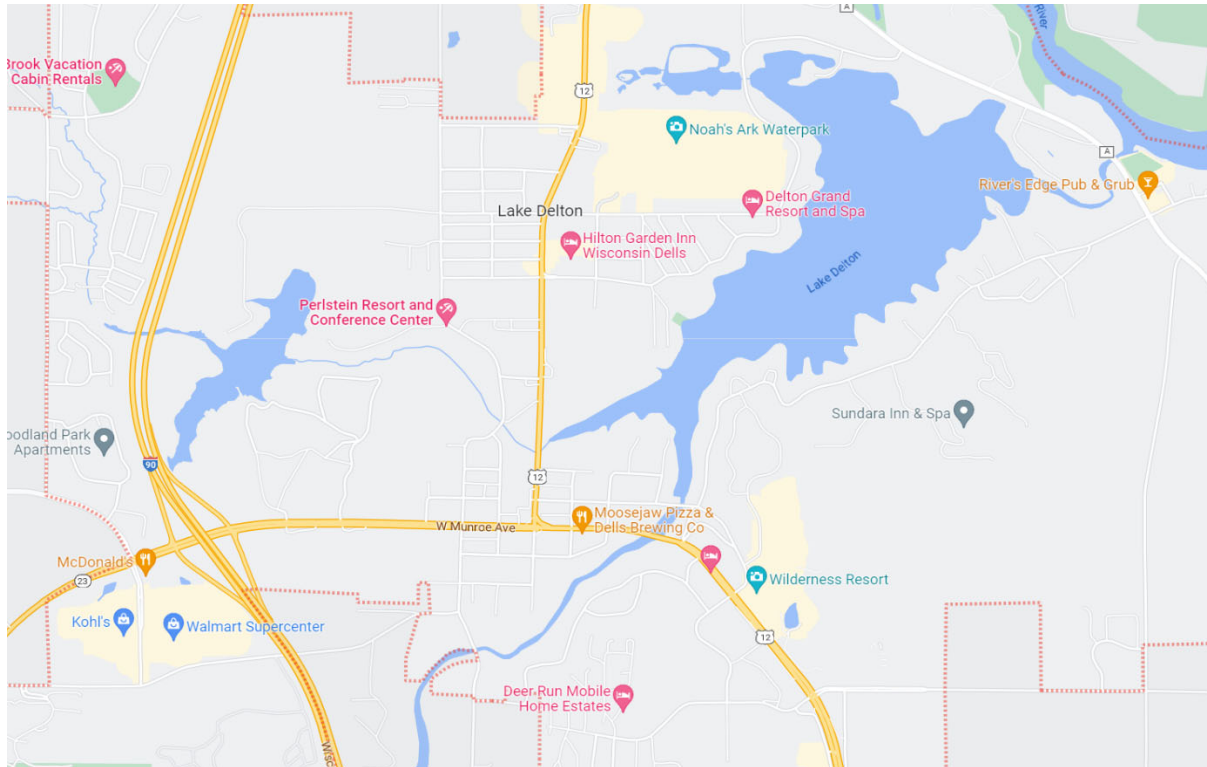 A
River
Brook Vacation
Cabin Rentals
12
Noah's Ark Waterpark
A
River's Edge Pub & Grub
Delton Grand
Resort and Spa
Lake Delton
Hilton Garden Inn
Wisconsin Dells
Lake Delton
Perlstein Resort and
Conference Center
Sundara Inn & Spa
oodland Park
Apartments
90
12
Moosejaw Pizza &
Dells Brewing Co
W Munroe Ave
McDonald's
23
Wilderness Resort
Kohl's
Walmart Supercenter
12
Deer Run Mobile
Home Estates
Wisc